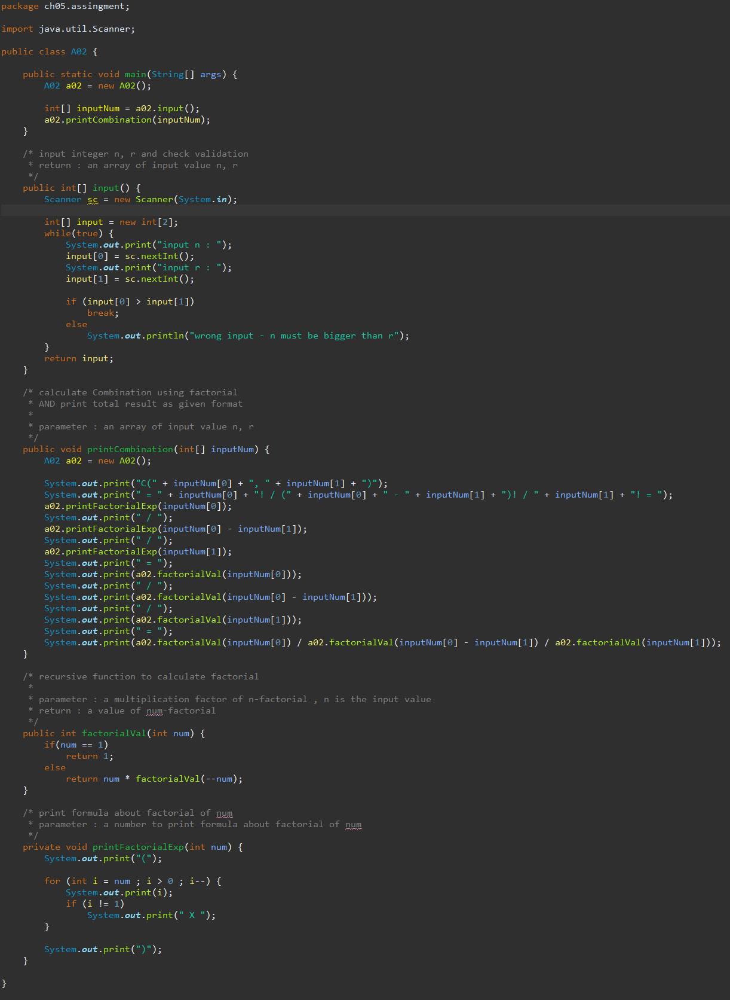 package ch05.assingment;
import java.util.Scanner;
public class A02 {
public static void main(String[] args) {
A02 a02 = new A02();
int[] inputNum = a02.input();
a02.printCombination(inputNum);
}
/* input integer n, r and check validation
* return : an array of input value n, r
*/
public int[] input() {
Scanner sc = new Scanner(System.in);
int[] input = new int[2];
while(true) {
System.out.print("input n : ");
input[0] = sc.nextInt();
System.out.print("input r : ");
input[1] = sc.nextInt();
if (input[0] > input[1])
break;
else
System.out.println("wrong input - n must be bigger than r");
}
return input;
}
/* calculate Combination using factorial
* AND print total result as given format
*
* parameter : an array of input value n, r
*/
public void printCombination(int[] inputNum) {
A02 a02 = new A02();
System.out.print("C(" + inputNum[0] + ", " + inputNum[1] + ")");
System.out.print(" = " + inputNum[0] + "! / (" + inputNum[0] + " - " + inputNum[1] + ")! / " + inputNum[1] + "! = ");
a02.printFactorialExp(inputNum[0]);
System.out.print(" / ");
a02.printFactorialExp(inputNum[0] - inputNum[1]);
System.out.print(" / ");
a02.printFactorialExp(inputNum[1]);
System.out.print(" = ");
System.out.print(a02.factorialVal(inputNum[0]));
System.out.print(" / ");
System.out.print(a02.factorialVal(inputNum[0] - inputNum[1]));
System.out.print(" / ");
System.out.print(a02.factorialVal(inputNum[1]));
System.out.print(" = ");
System.out.print(a02.factorialVal(inputNum[0]) / a02.factorialVal(inputNum[0] - inputNum[1]) / a02.factorialVal(inputNum[1]));
}
/* recursive function to calculate factorial
*
* parameter : a multiplication factor of n-factorial , n is the input value
* return : a value of num-factorial
*/
public int factorialVal(int num) {
if(num == 1)
return 1;
else
return num * factorialVal(--num);
}
/* print formula about factorial of num
* parameter : a number to print formula about factorial of num
*/
private void printFactorialExp(int num) {
System.out.print("(");
for (int i = num ; i > 0 ; i--) {
System.out.print(i);
if (i != 1)
System.out.print(" X ");
}
System.out.print(")");
}
}